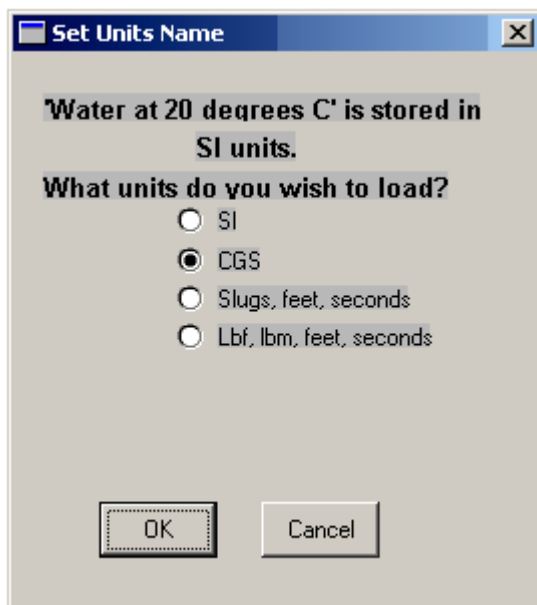 Set Units Name
'Water at 20 degrees C' is stored in
SI units.
What units do you wish to load?
SI
CGS
Slugs, feet, seconds
Lbf, lbm, feet, seconds
OK Cancel